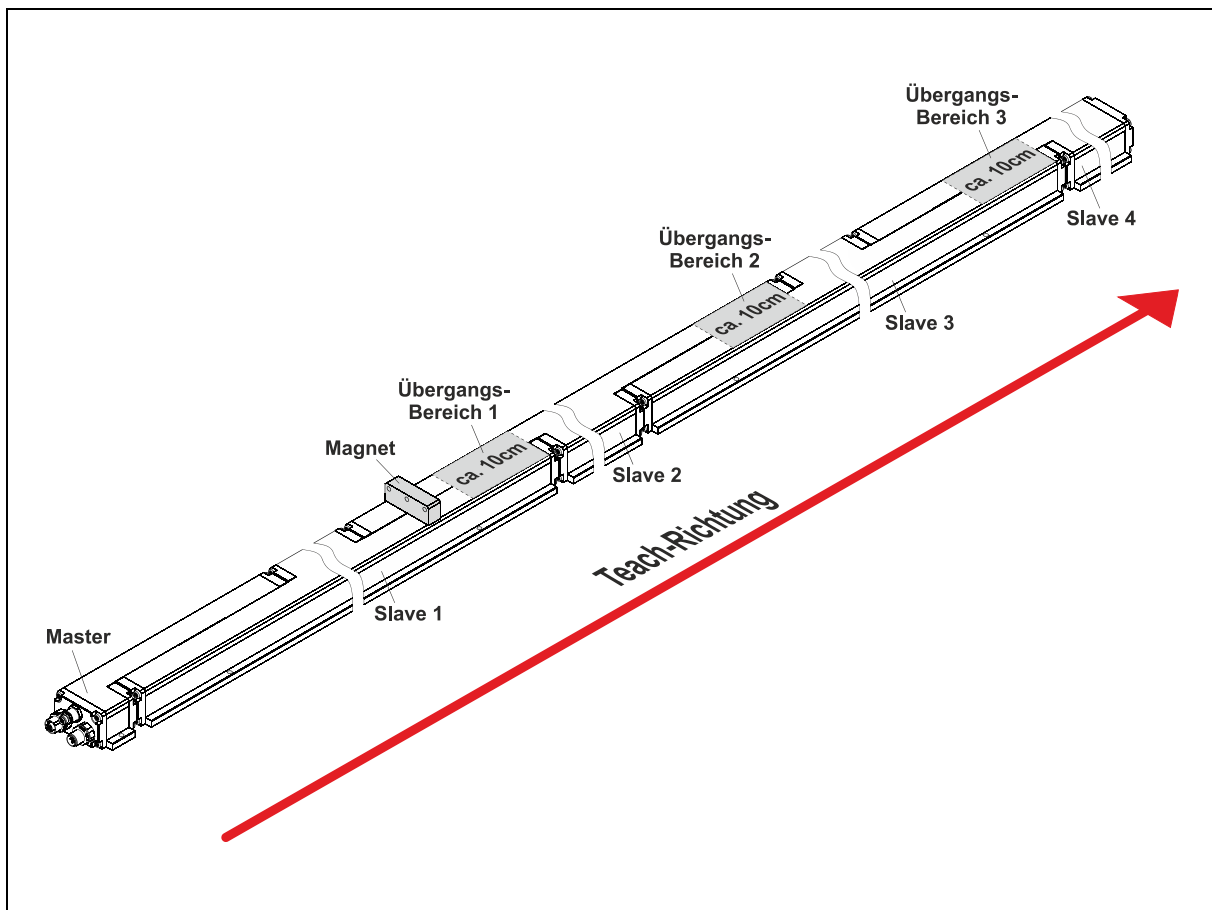 Übergangs-
Bereich 3
ca. 10cm
Slave 4
Übergangs-
Bereich 2
ca. 10cm
Slave 3
Übergangs-
Bereich 1
ca. 10cm
Magnet
Slave 2
Teach-Richtung
Slave 1
Master